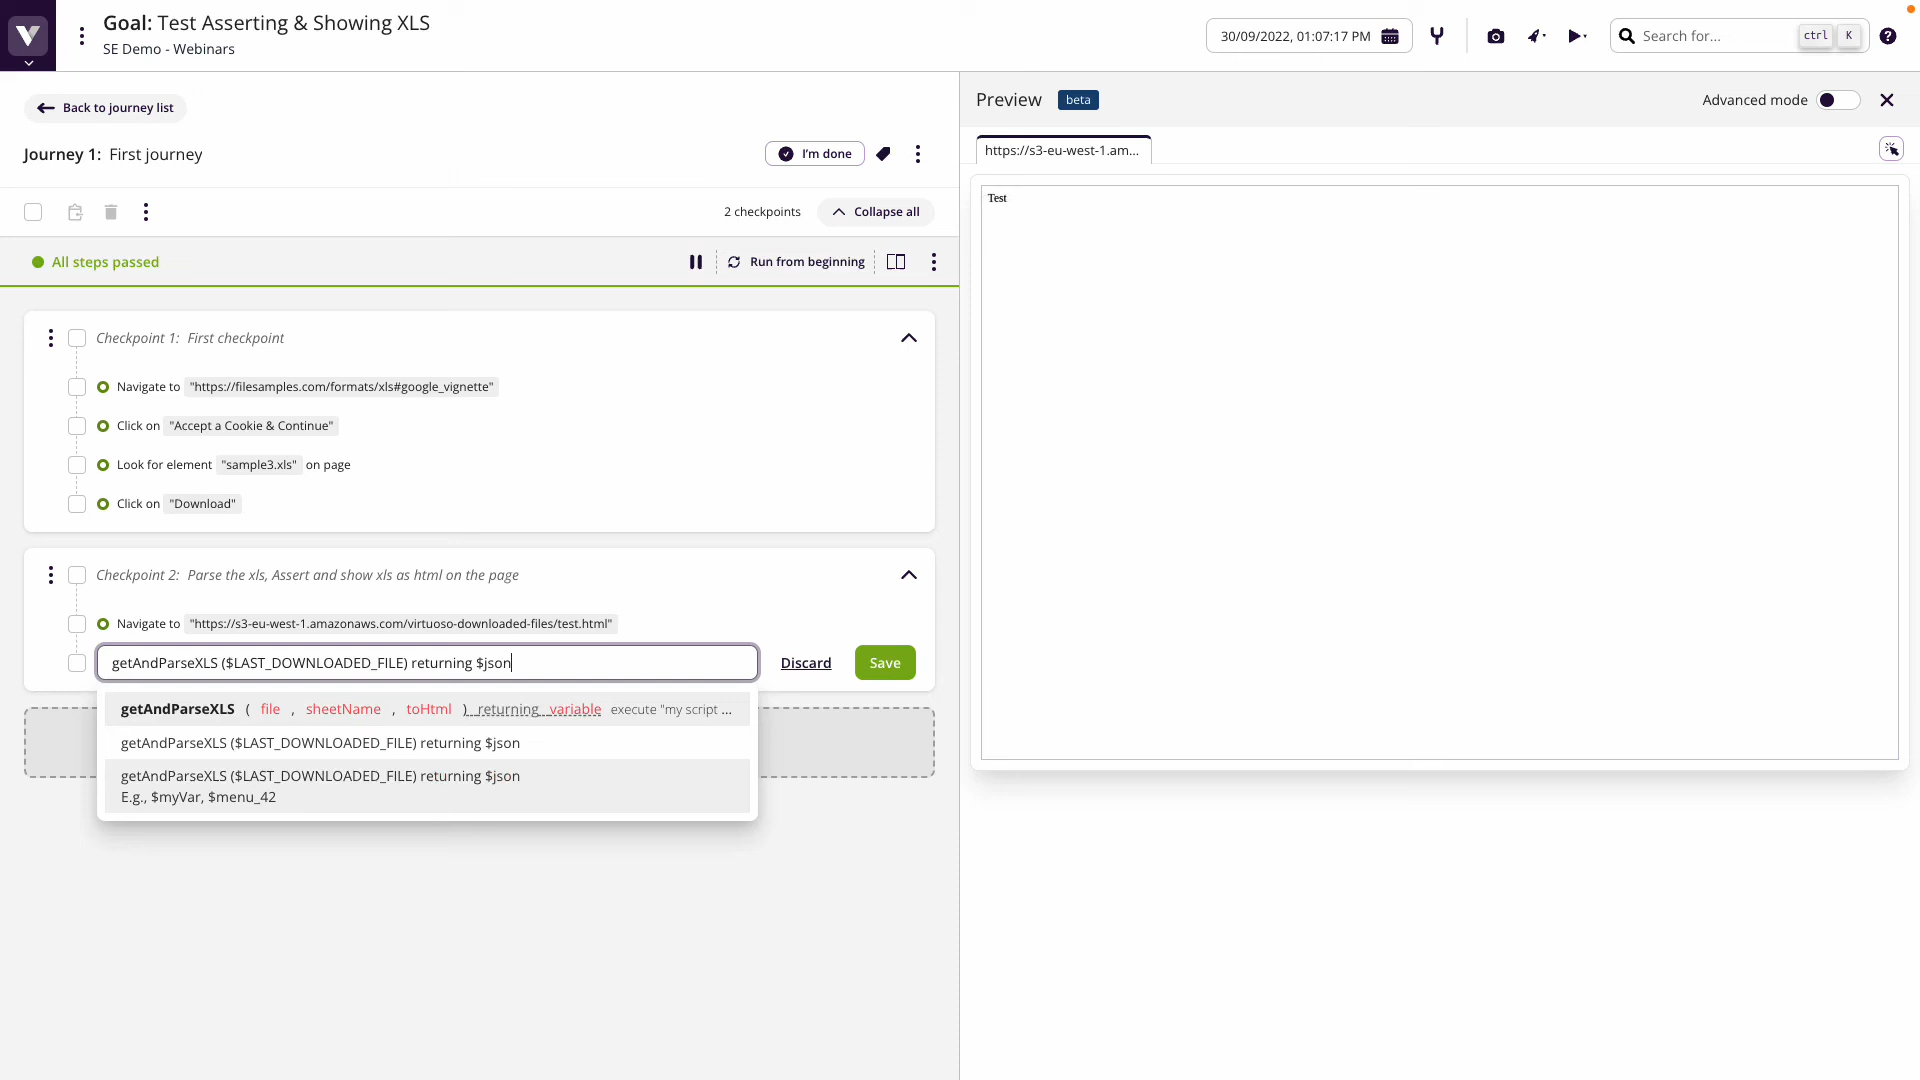 Goal: Test Asserting & Showing XLS
SE Demo - Webinars
30/09/2022, 01:07:17 PM
Search for...
ctrl
K
Back to journey list
Journey 1: First journey
I'm done
2 checkpoints
Collapse all
All steps passed
Run from beginning
Checkpoint 1: First checkpoint
Navigate to "https://filesamples.com/formats/xls#google_vignette"
Click on "Accept a Cookie & Continue"
Look for element "sample3.xls" on page
Click on "Download"
Checkpoint 2: Parse the xls, Assert and show xls as html on the page
Navigate to "https://s3-eu-west-1.amazonaws.com/virtuoso-downloaded-files/test.html"
getAndParseXLS ($LAST_DOWNLOADED_FILE) returning $json
Discard
Save
getAndParseXLS ( file , sheetName , toHtml ) returning variable execute "my script ...
getAndParseXLS ($LAST_DOWNLOADED_FILE) returning $json
getAndParseXLS ($LAST_DOWNLOADED_FILE) returning $json
E.g., $myVar, $menu_42
Preview
beta
Advanced mode
https://s3-eu-west-1.am...
Test